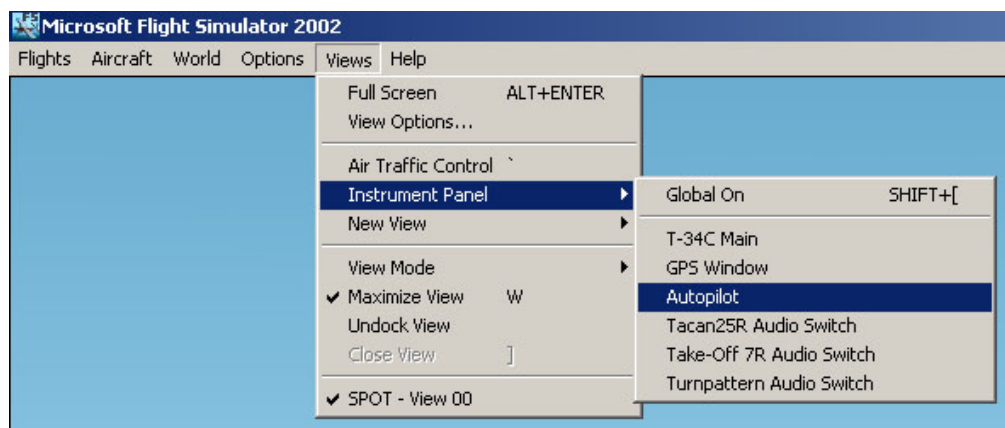 Microsoft Flight Simulator 2002
Flights Aircraft World Options Views Help
Full Screen ALT+ENTER
View Options...
Air Traffic Control `
Instrument Panel
New View
View Mode
Maximize View W
Undock View
Close View ]
SPOT - View 00
Global On SHIFT+[
T-34C Main
GPS Window
Autopilot
Tacan25R Audio Switch
Take-Off 7R Audio Switch
Turnpattern Audio Switch